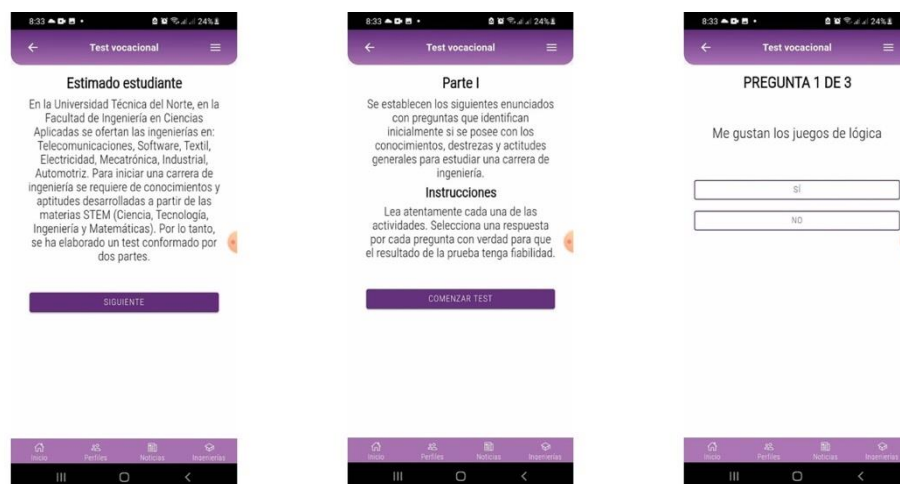 8:33
24%
Test vocacional
Estimado estudiante
En la Universidad Técnica del Norte, en la
Facultad de Ingeniería en Ciencias
Aplicadas se ofertan las ingenierías en:
Telecomunicaciones, Software, Textil,
Electricidad, Mecatrónica, Industrial,
Automotriz. Para iniciar una carrera de
ingeniería se requiere de conocimientos y
aptitudes desarrolladas a partir de las
materias STEM (Ciencia, Tecnología,
Ingeniería y Matemáticas). Por lo tanto,
se ha elaborado un test conformado por
dos partes.
SIGUIENTE
Inicio
Perfiles
Noticias
Ingenierías
8:33
24%
Test vocacional
Parte I
Se establecen los siguientes enunciados
con preguntas que identifican
inicialmente si se posee con los
conocimientos, destrezas y actitudes
generales para estudiar una carrera de
ingeniería.
Instrucciones
Lea atentamente cada una de las
actividades. Selecciona una respuesta
por cada pregunta con verdad para que
el resultado de la prueba tenga fiabilidad.
COMENZAR TEST
Inicio
Perfiles
Noticias
Ingenierías
8:33
24%
Test vocacional
PREGUNTA 1 DE 3
Me gustan los juegos de lógica
SÍ
NO
Inicio
Perfiles
Noticias
Ingenierías